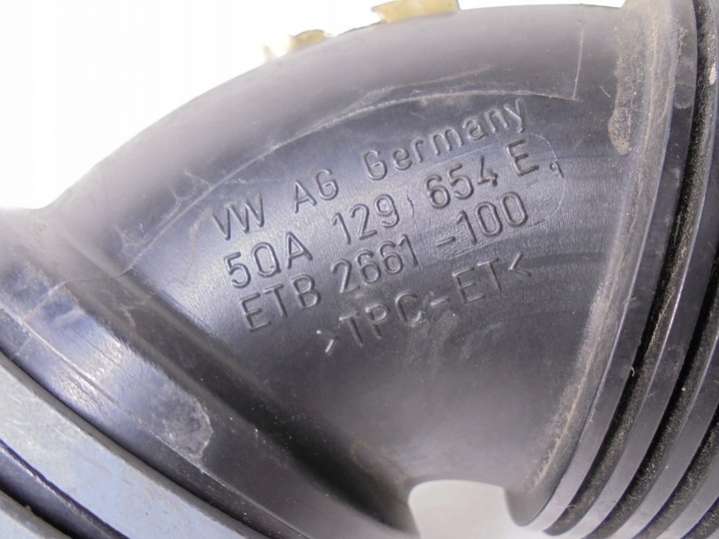 VW AG Germany
5QA 129 654 E
ETB 2661-100
>TPC-ET<